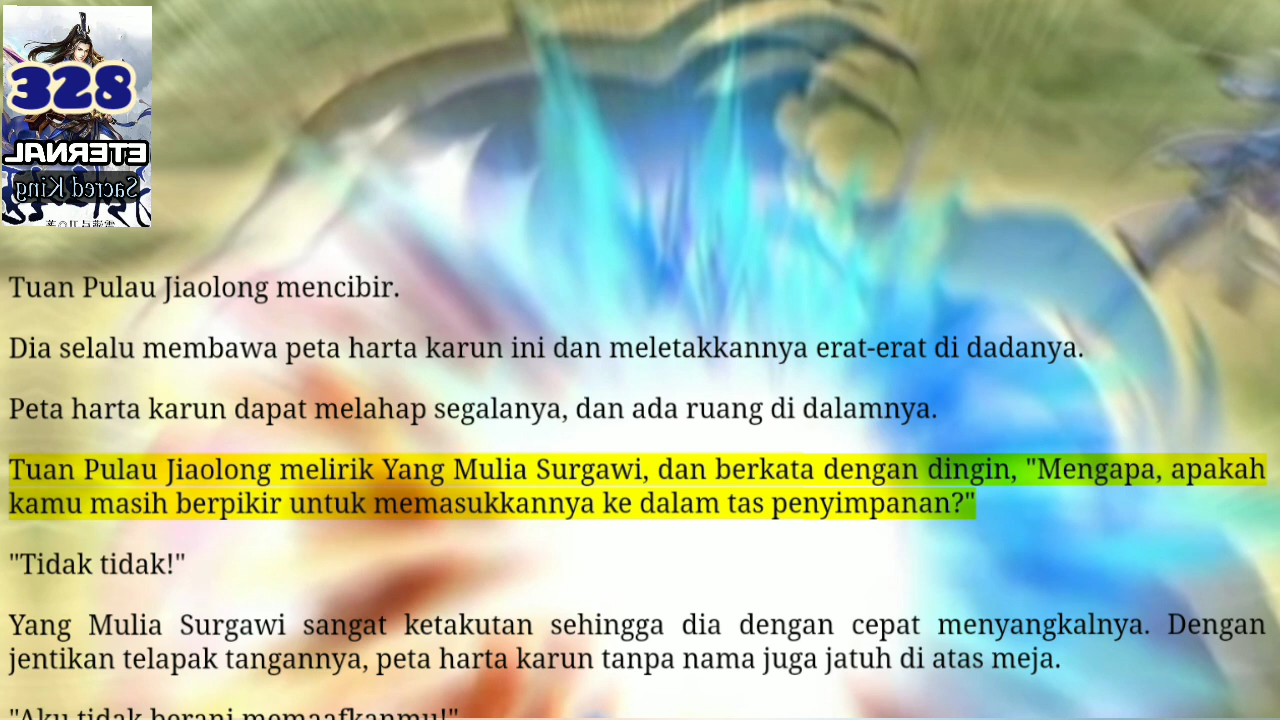 328
ETERNAL
Sacred King
Tuan Pulau Jiaolong mencibir.
Dia selalu membawa peta harta karun ini dan meletakkannya erat-erat di dadanya.
Peta harta karun dapat melahap segalanya, dan ada ruang di dalamnya.
Tuan Pulau Jiaolong melirik Yang Mulia Surgawi, dan berkata dengan dingin, "Mengapa, apakah
kamu masih berpikir untuk memasukkannya ke dalam tas penyimpanan?"
"Tidak tidak!"
Yang Mulia Surgawi sangat ketakutan sehingga dia dengan cepat menyangkalnya. Dengan
jentikan telapak tangannya, peta harta karun tanpa nama juga jatuh di atas meja.
"Aku tidak berani memaafkanmu!"